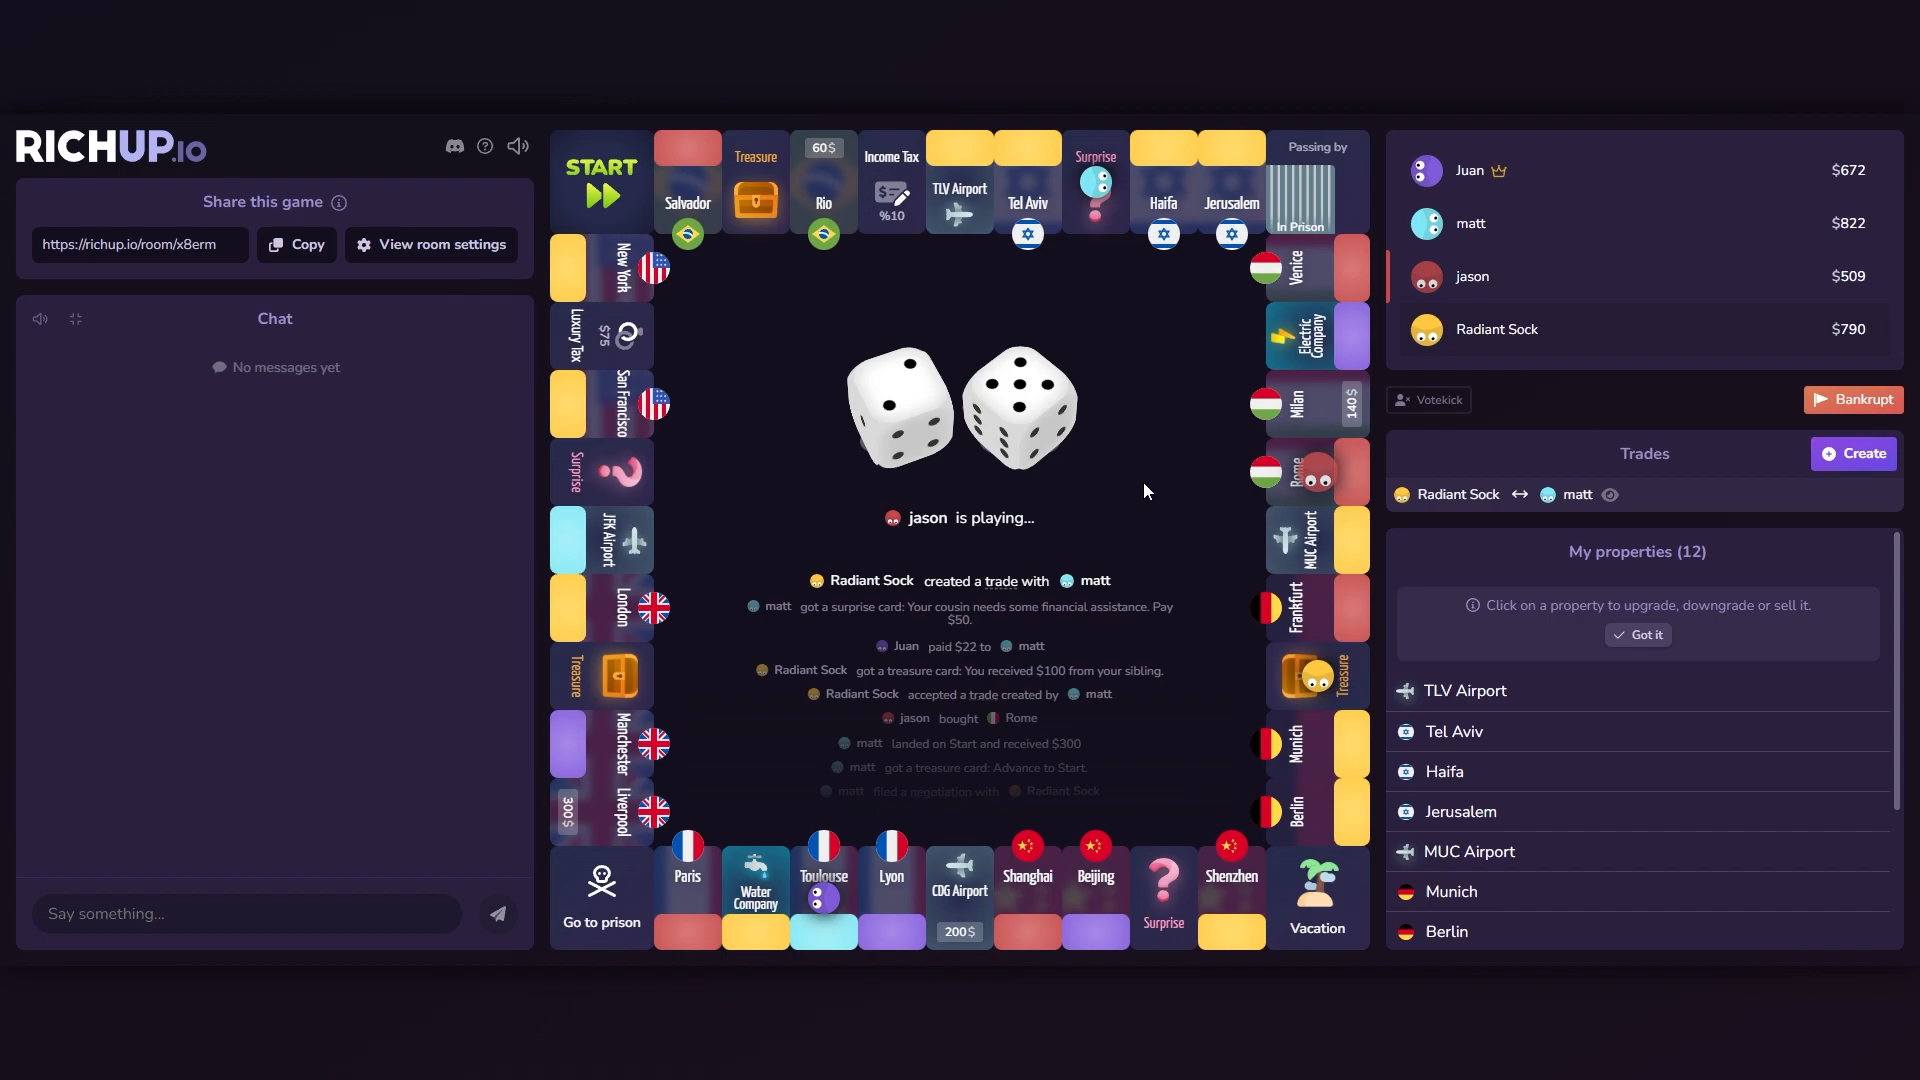 RICHUP.io
Share this game
https://richup.io/room/x8erm
Copy
View room settings
Chat
No messages yet
Say something...
START
Salvador
Treasure
60$
Rio
Income Tax
%10
TLV Airport
Tel Aviv
Surprise
Haifa
Jerusalem
Passing by
In Prison
New York
Luxury Tax
$75
San Francisco
Surprise
JFK Airport
London
Treasure
Manchester
Liverpool
300$
Venice
Electric
Company
Milan
140$
Rome
MUC Airport
Frankfurt
Treasure
Munich
Berlin
jason is playing...
Radiant Sock created a trade with matt
matt got a surprise card: Your cousin needs some financial assistance. Pay
$50.
Juan paid $22 to matt
Radiant Sock got a treasure card: You received $100 from your sibling.
Radiant Sock accepted a trade created by matt
jason bought Rome
matt landed on Start and received $300
matt got a treasure card: Advance to Start.
matt filed a negotiation with Radiant Sock
Go to prison
Paris
Water
Company
Toulouse
Lyon
CDG Airport
200$
Shanghai
Beijing
Surprise
Shenzhen
Vacation
Juan $672
matt $822
jason $509
Radiant Sock $790
Votekick
Bankrupt
Trades
Create
Radiant Sock matt
My properties (12)
Click on a property to upgrade, downgrade or sell it.
Got it
TLV Airport
Tel Aviv
Haifa
Jerusalem
MUC Airport
Munich
Berlin